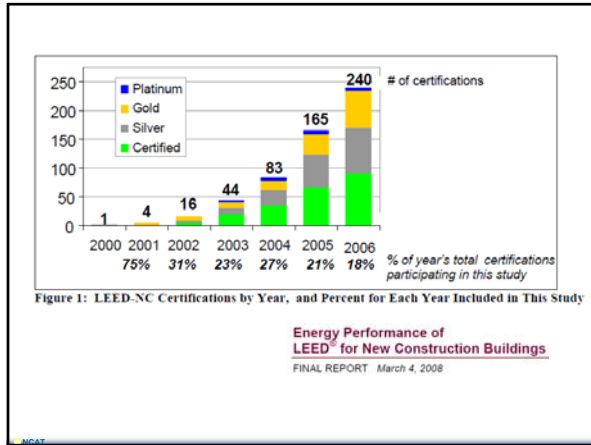 240
# of certifications
250
Platinum
Gold
200
165
Silver
150
Certified
100
83
44
50
16
4
1
0
2000 2001 2002 2003 2004 2005 2006
75% 31% 23% 27% 21% 18%
% of year's total certifications
participating in this study
Figure 1: LEED-NC Certifications by Year, and Percent for Each Year Included in This Study
Energy Performance of
LEED® for New Construction Buildings
FINAL REPORT March 4, 2008
NCAT